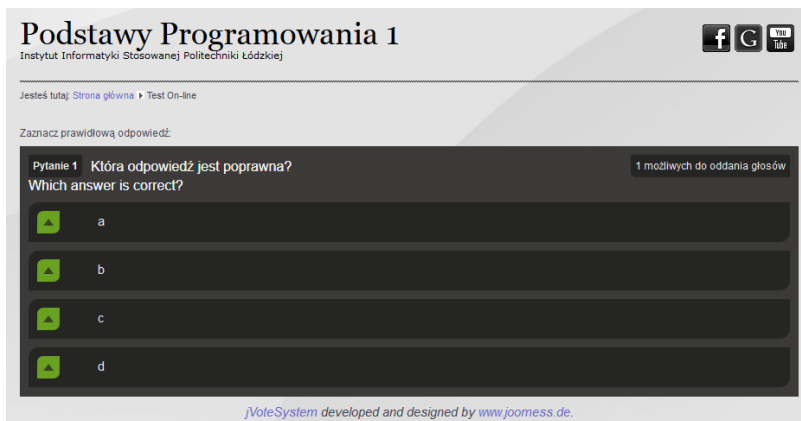 Podstawy Programowania 1
Instytut Informatyki Stosowanej Politechniki Łódzkiej
f G You Tube
Jesteś tutaj: Strona główna Test On-line
Zaznacz prawidłową odpowiedź:
Pytanie 1 Która odpowiedź jest poprawna? 1 możliwych do oddania głosów
Which answer is correct?
a
b
c
d
jVoteSystem developed and designed by www.joomess.de.